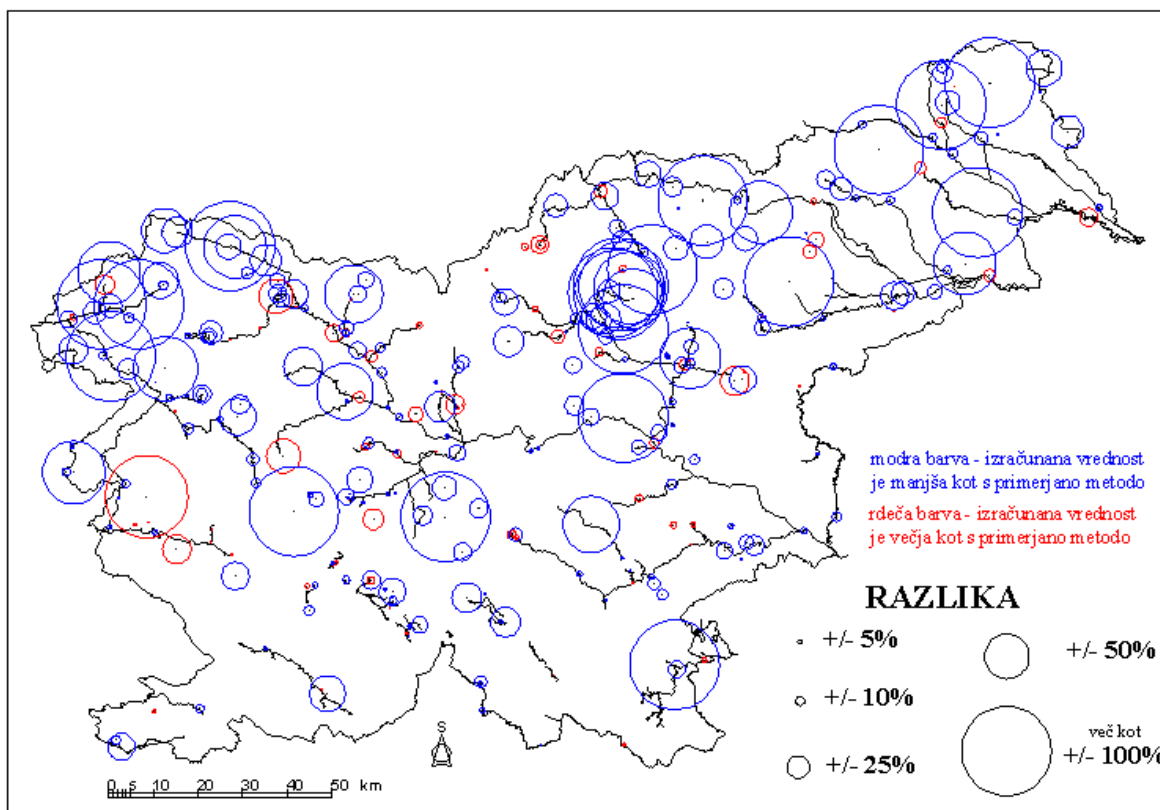 modra barva - izračunana vrednost
je manjša kot s primerjano metodo
rdeča barva - izračunana vrednost
je večja kot s primerjano metodo
RAZLIKA
+/- 5%
+/- 50%
+/- 10%
več kot
+/- 100%
+/- 25%
S
0 5 10 20 30 40 50 km